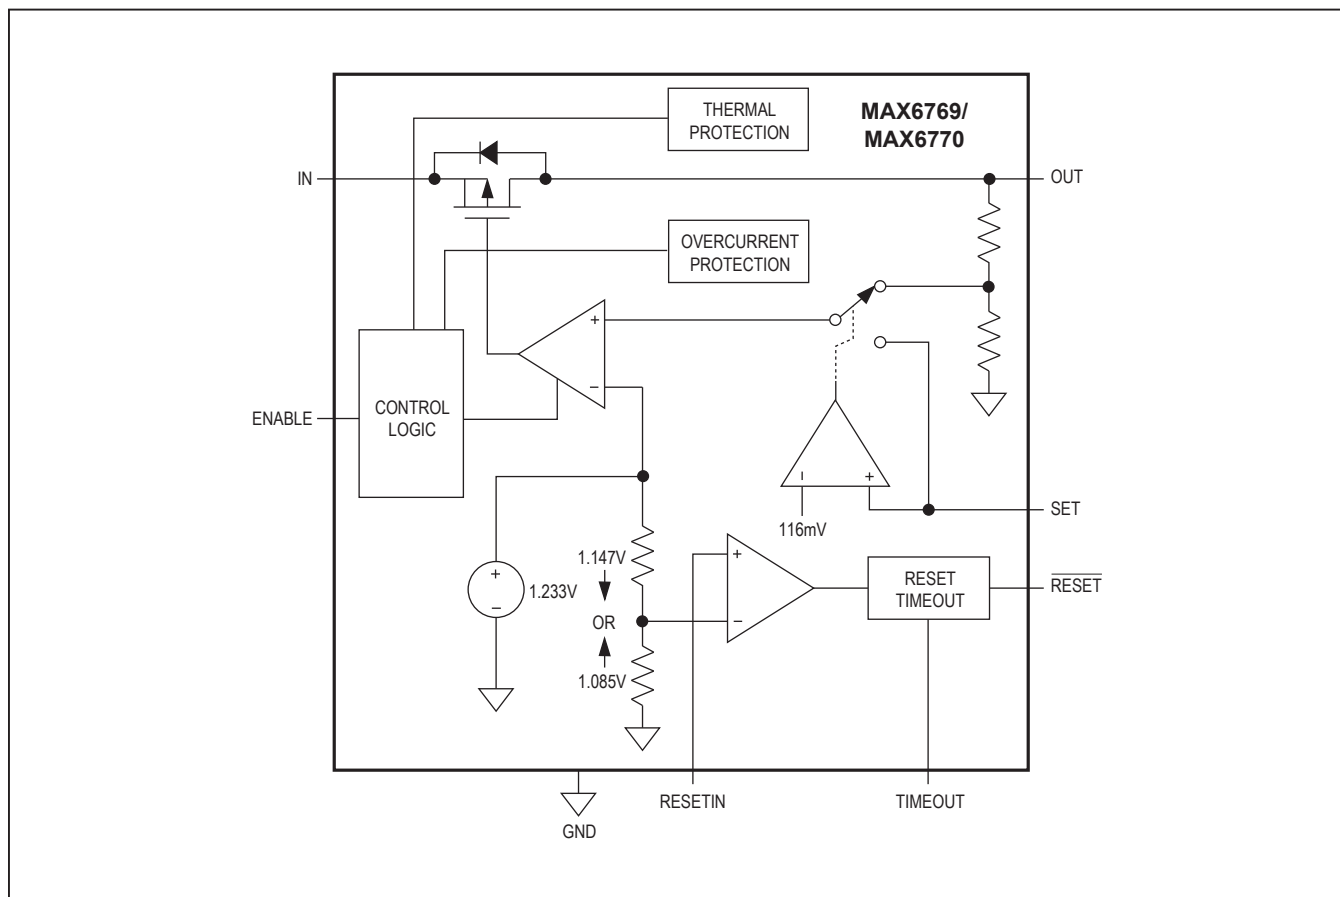 THERMAL
PROTECTION
MAX6769/
MAX6770
IN
OUT
OVERCURRENT
PROTECTION
+
−
ENABLE
CONTROL
LOGIC
−
+
116mV
SET
1.147V
OR
1.085V
+
−
1.233V
+
−
RESET
TIMEOUT
RESET
RESETIN
TIMEOUT
GND